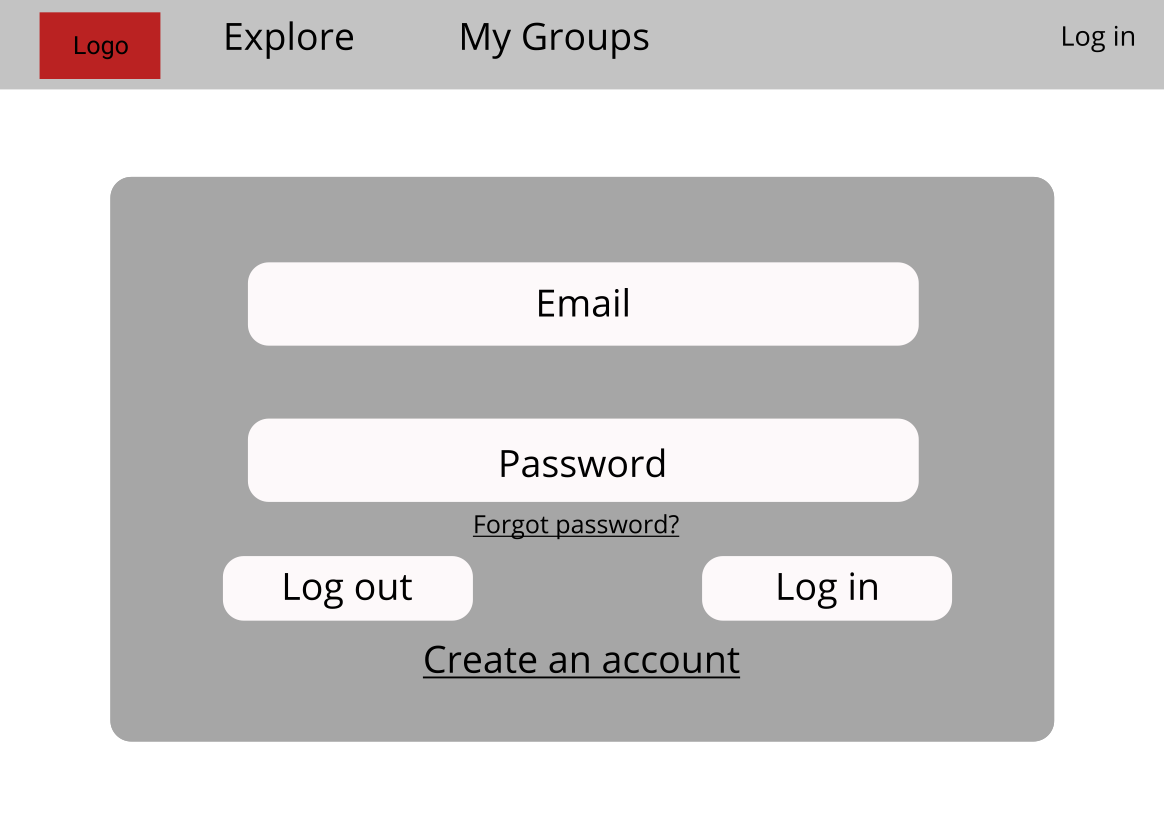 Logo Explore My Groups Log in
Email
Password
Forgot password?
Log out Log in
Create an account